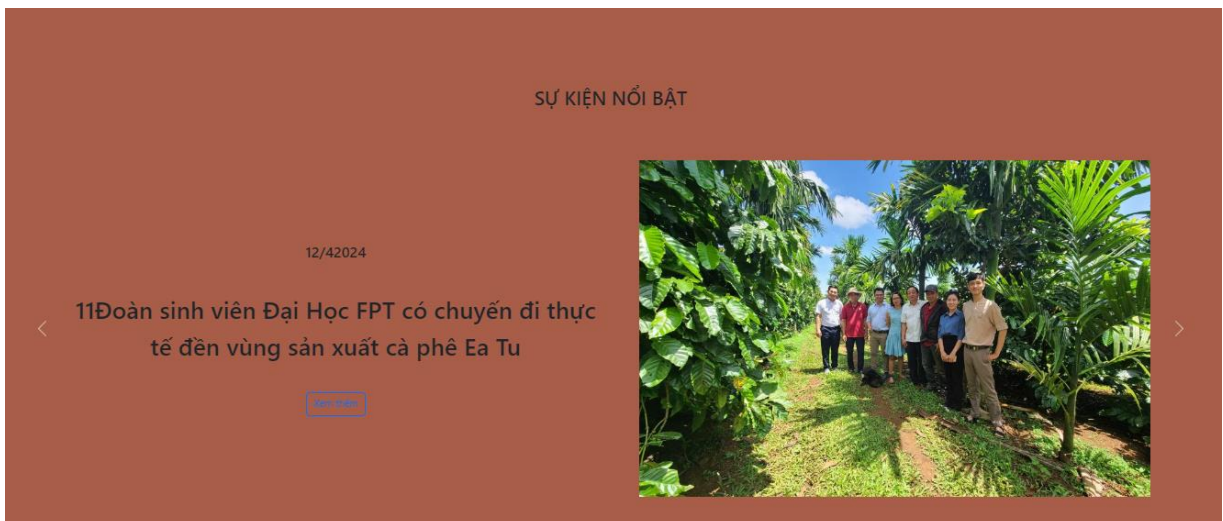 SỰ KIỆN NỔI BẬT
12/42024
11Đoàn sinh viên Đại Học FPT có chuyến đi thực
tế đền vùng sản xuất cà phê Ea Tu
Xem thêm